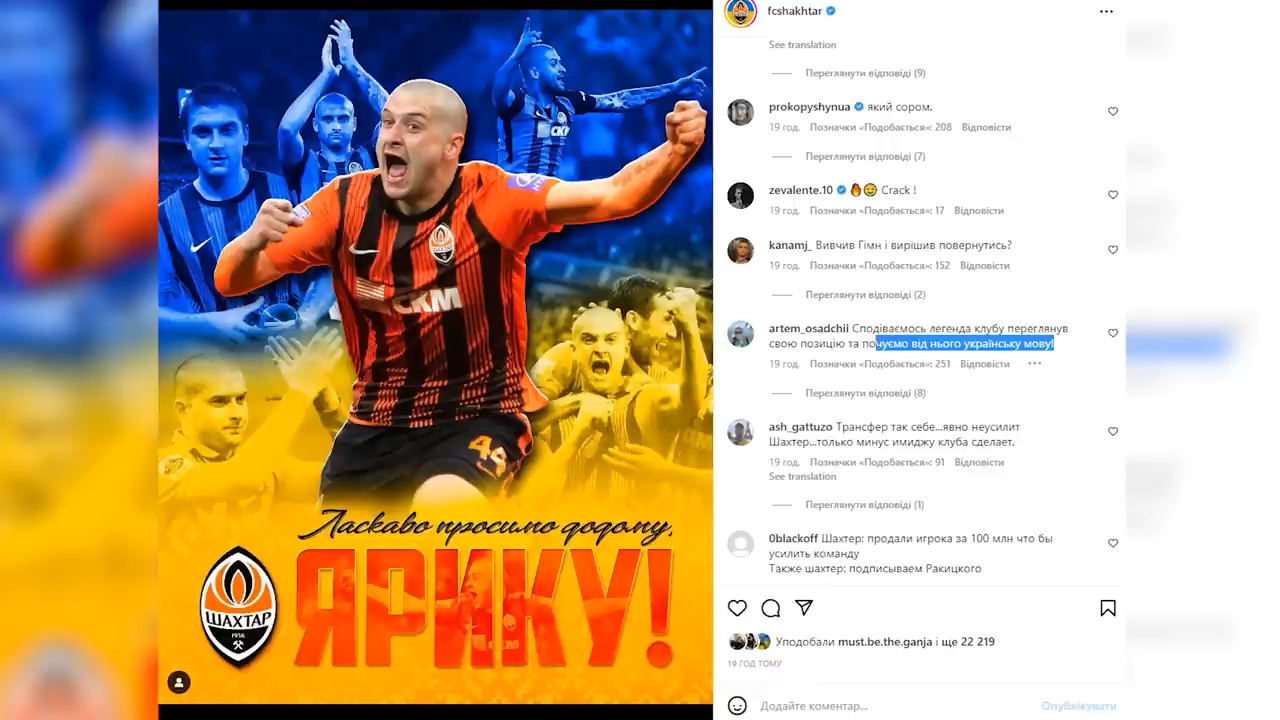 СКМ
ШАХТАР
СКМ
44
Ласкаво просимо додому,
ЯРИКУ!
ШАХТАР
1936
fcshakhtar
See translation
Переглянути відповіді (9)
prokopyshynua який сором.
19 год. Позначки «Подобається»: 208 Відповісти
Переглянути відповіді (7)
zevalente.10 🔥😍 Crack !
19 год. Позначки «Подобається»: 17 Відповісти
kanamj_ Вивчив Гімн і вирішив повернутись?
19 год. Позначки «Подобається»: 152 Відповісти
Переглянути відповіді (2)
artem_osadchii Сподіваємось легенда клубу переглянув
свою позицію та почуємо від нього українську мову!
19 год. Позначки «Подобається»: 251 Відповісти
Переглянути відповіді (8)
ash_gattuzo Трансфер так себе...явно неусилит
Шахтер...только минус имиджу клуба сделает.
19 год. Позначки «Подобається»: 91 Відповісти
See translation
Переглянути відповіді (1)
0blackoff Шахтер: продали игрока за 100 млн что бы
усилить команду
Также шахтер: подписываем Ракицкого
Уподобали must.be.the.ganja і ще 22 219
19 ГОД ТОМУ
Додайте коментар...
Опублікувати